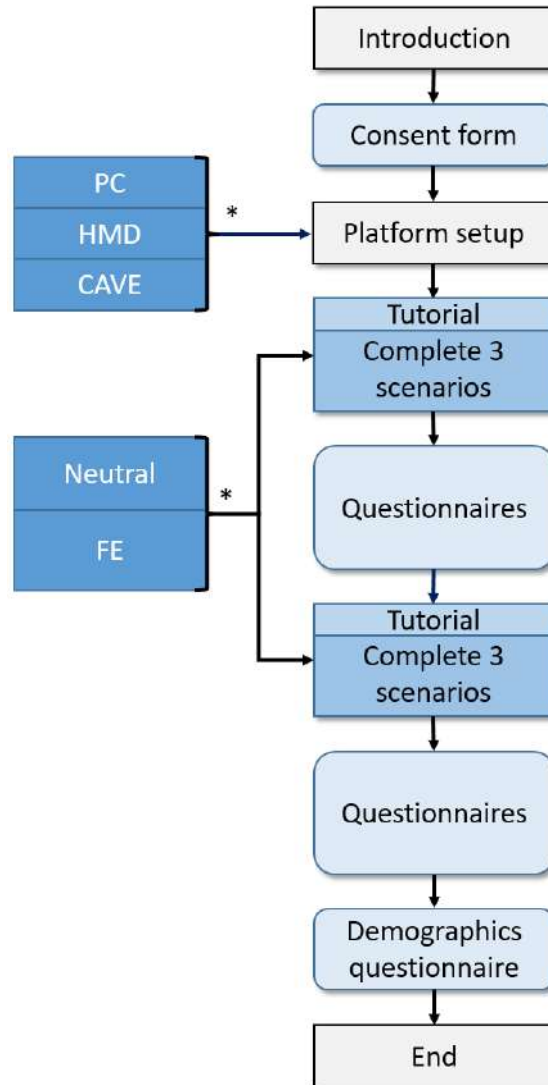 Introduction
Consent form
PC
HMD
CAVE
*
Platform setup
Tutorial
Complete 3
scenarios
Neutral
FE
*
Questionnaires
Tutorial
Complete 3
scenarios
Questionnaires
Demographics
questionnaire
End